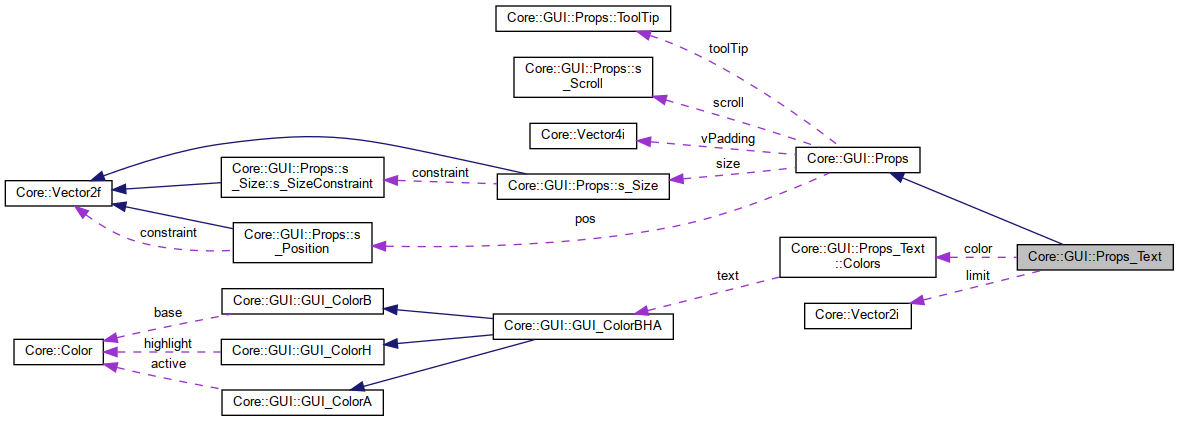 Core::GUI::Props::ToolTip
toolTip
Core::GUI::Props::s
_Scroll
scroll
Core::Vector4i
vPadding
Core::GUI::Props
size
Core::GUI::Props::s
_Size::s_SizeConstraint
constraint
Core::GUI::Props::s_Size
Core::Vector2f
pos
constraint
Core::GUI::Props::s
_Position
Core::GUI::Props_Text
::Colors
color
Core::GUI::Props_Text
text
limit
Core::GUI::GUI_ColorB
base
Core::Vector2i
Core::GUI::GUI_ColorBHA
Core::Color
highlight
Core::GUI::GUI_ColorH
active
Core::GUI::GUI_ColorA